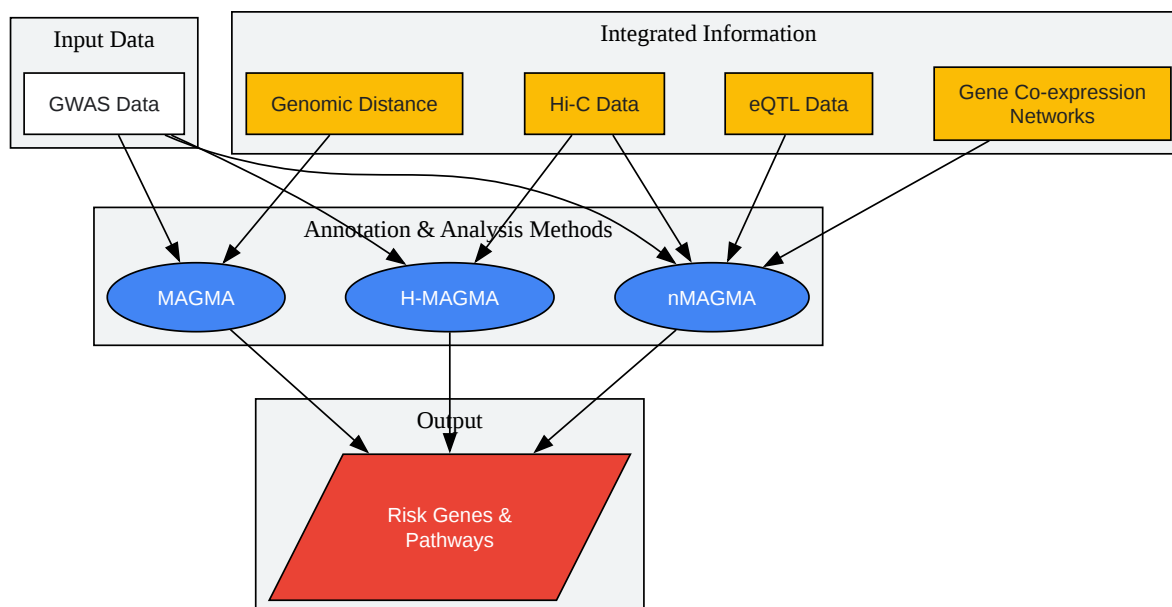 Input Data
Integrated Information
GWAS Data
Genomic Distance
Hi-C Data
eQTL Data
Gene Co-expression
Networks
Annotation & Analysis Methods
MAGMA
H-MAGMA
nMAGMA
Output
Risk Genes &
Pathways